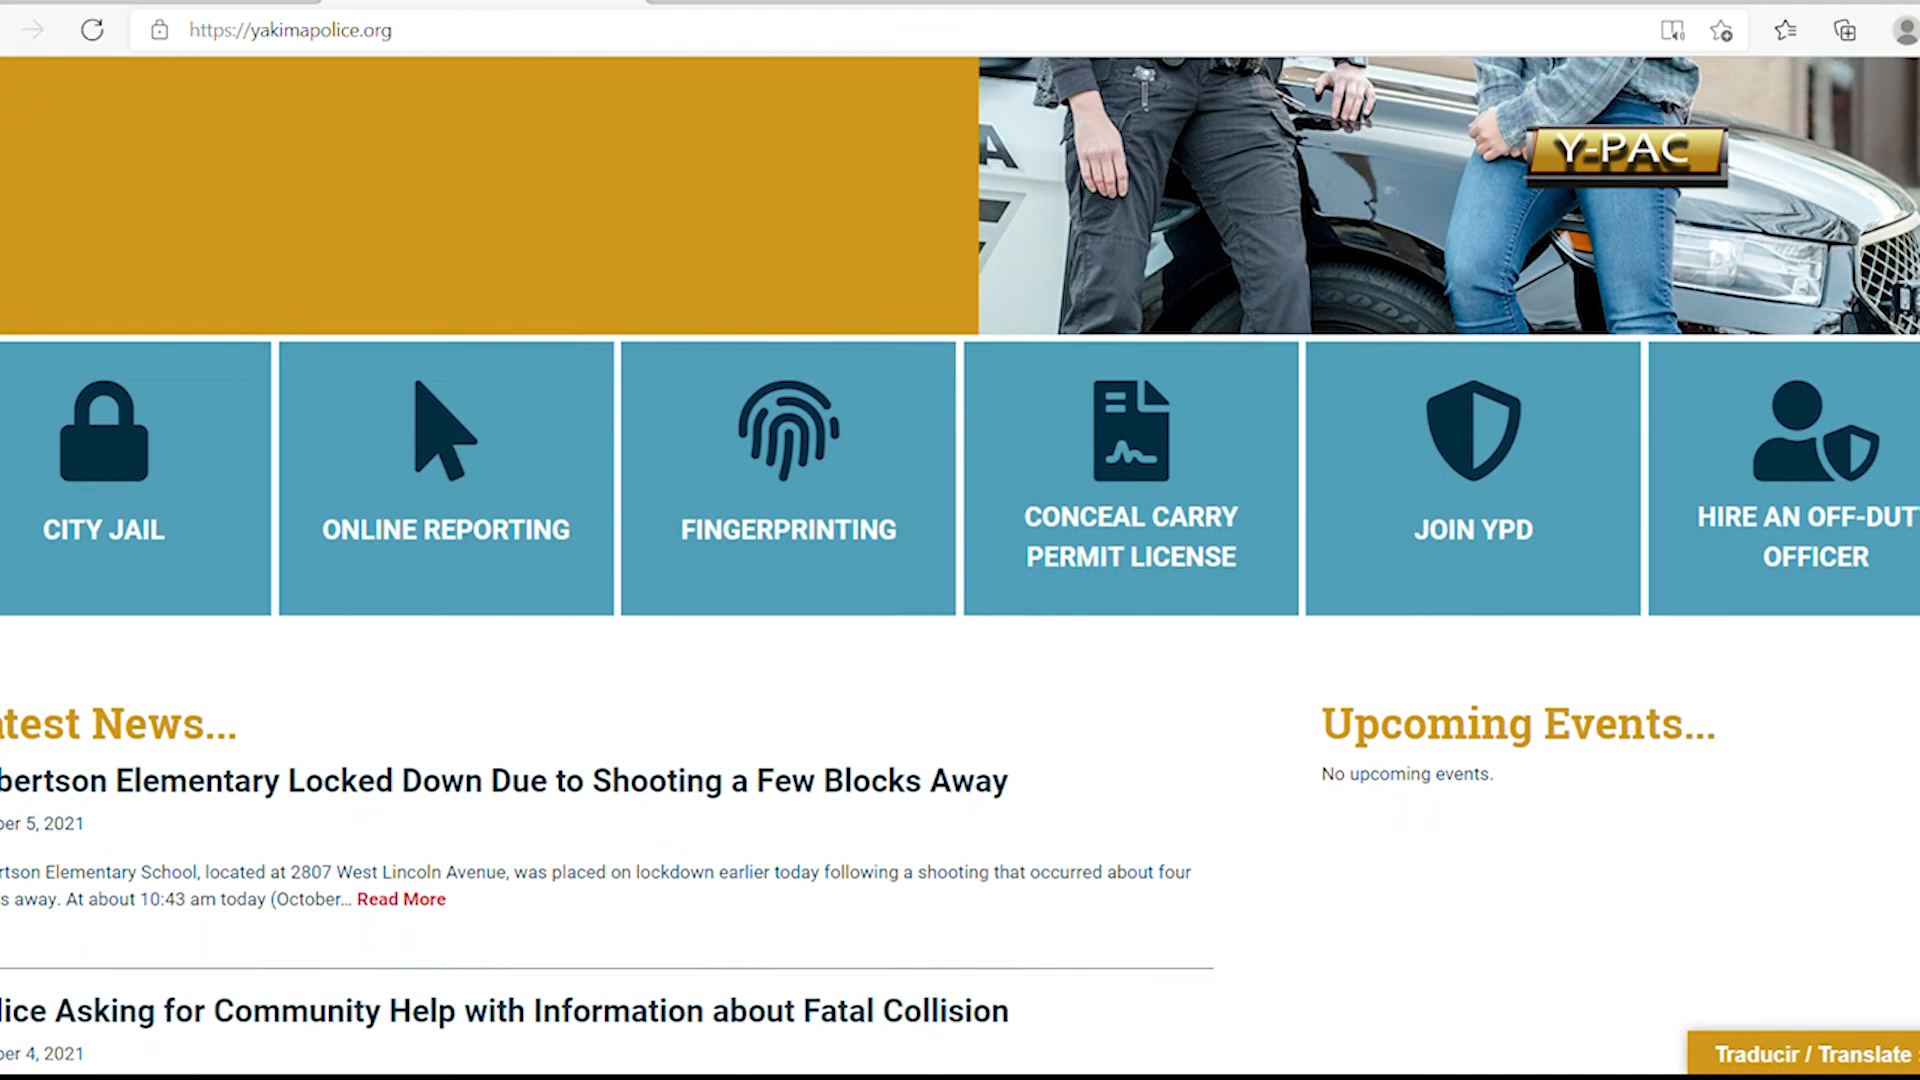 https://yakimapolice.org
Y-PAC
CITY JAIL
ONLINE REPORTING
FINGERPRINTING
CONCEAL CARRY
PERMIT LICENSE
JOIN YPD
HIRE AN OFF-DUT
OFFICER
atest News...
Upcoming Events...
bertson Elementary Locked Down Due to Shooting a Few Blocks Away
No upcoming events.
ber 5, 2021
rtson Elementary School, located at 2807 West Lincoln Avenue, was placed on lockdown earlier today following a shooting that occurred about four
s away. At about 10:43 am today (October... Read More
lice Asking for Community Help with Information about Fatal Collision
ber 4, 2021
Traducir / Translate